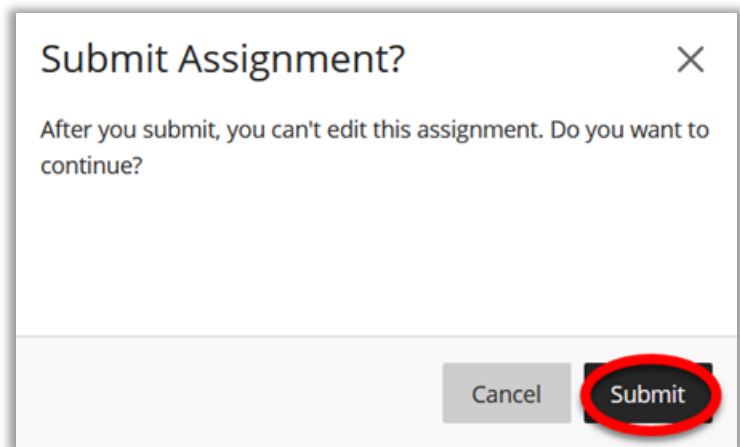 Submit Assignment?
After you submit, you can't edit this assignment. Do you want to
continue?
Cancel
Submit